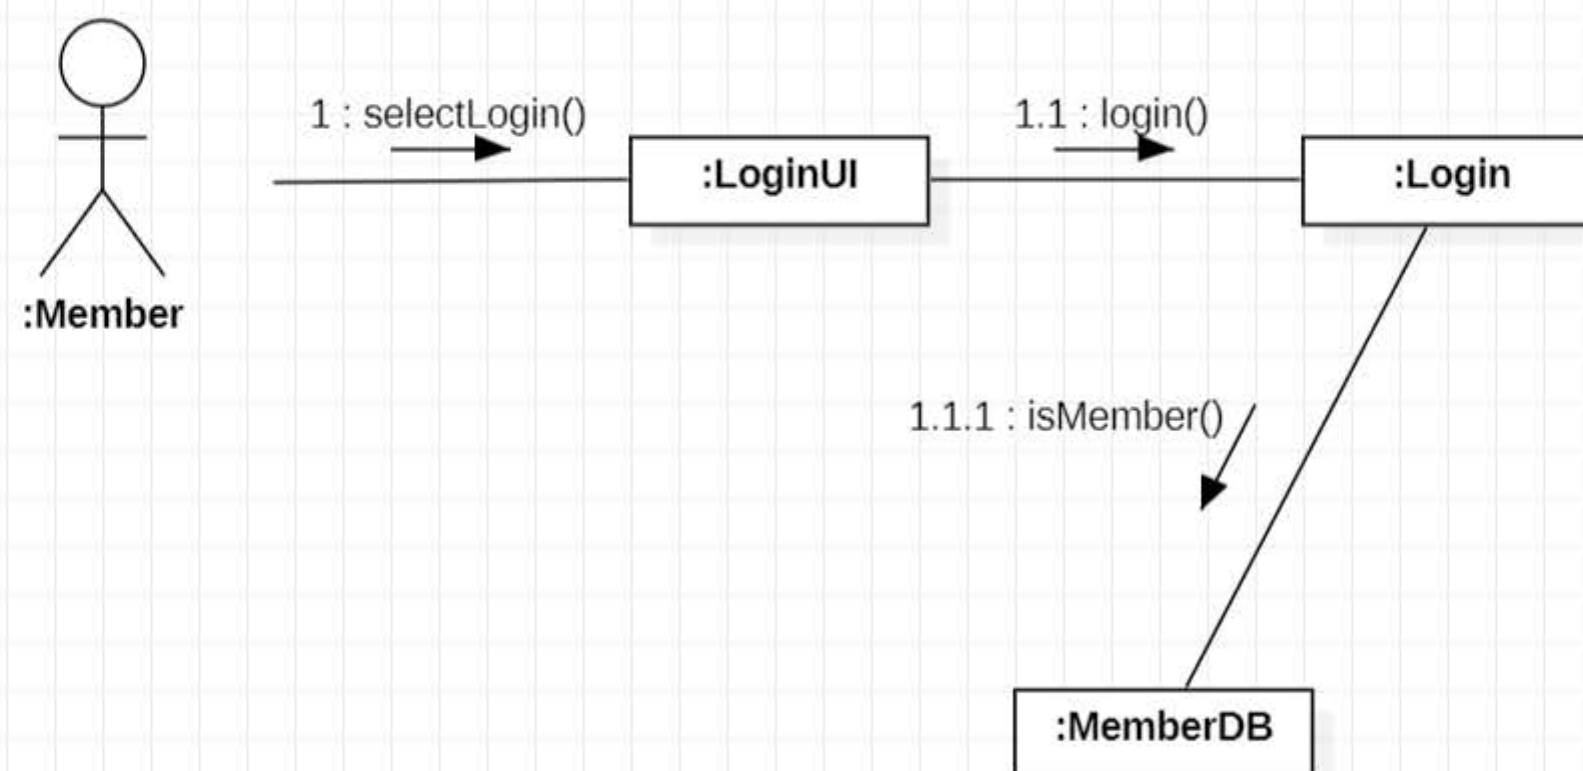 1 : selectLogin()
1.1 : login()
:LoginUI
:Login
:Member
1.1.1 : isMember()
:MemberDB